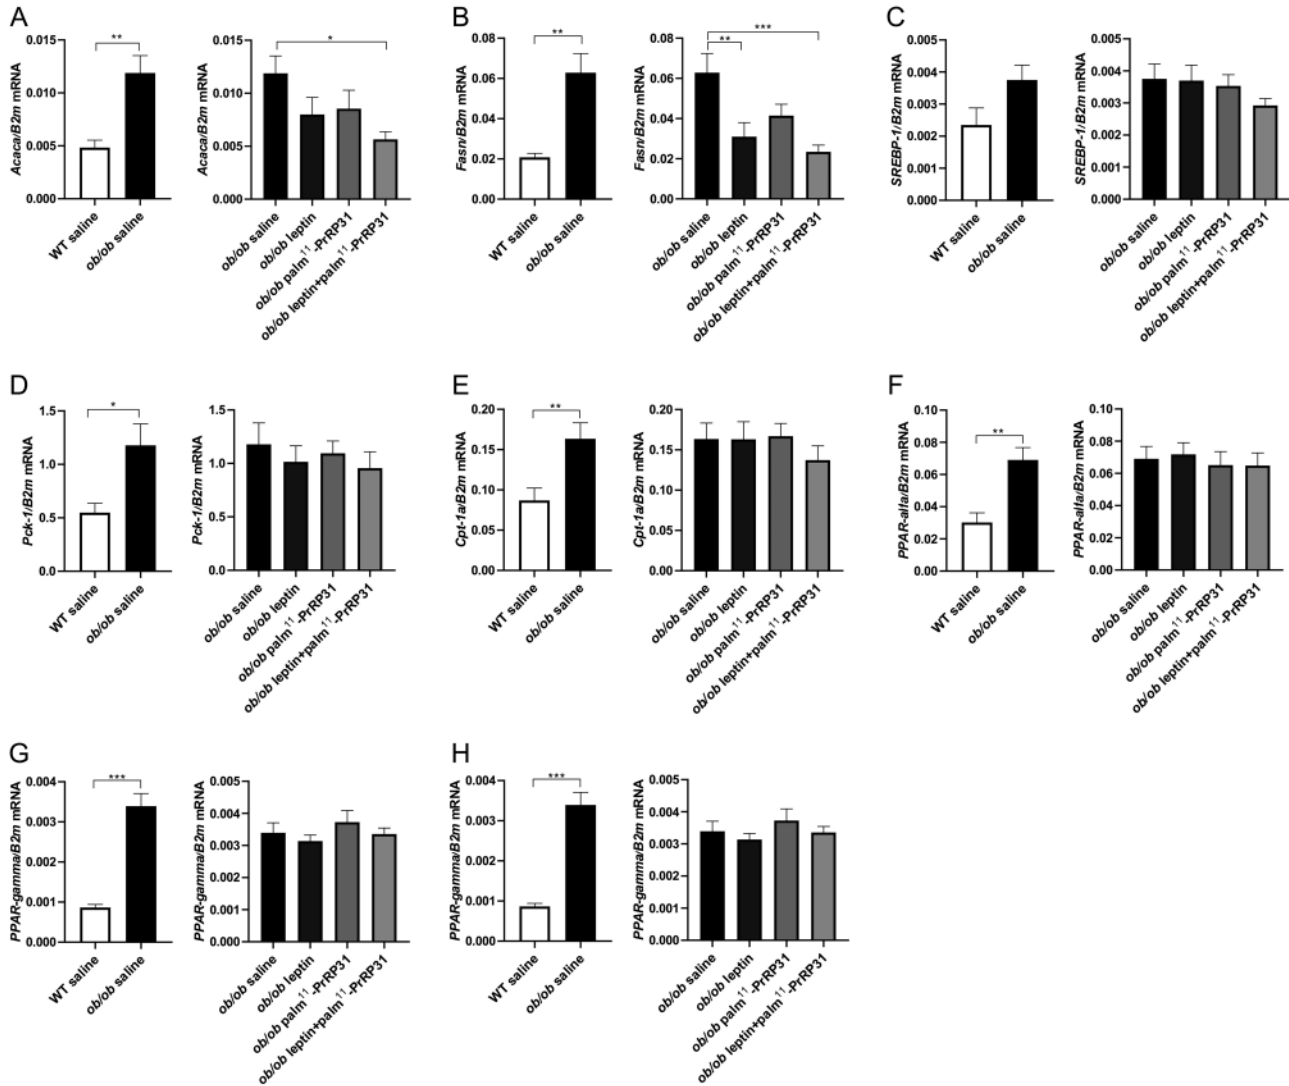 A
Acaca/B2m mRNA
0.015
0.010
0.005
0.000
**
WT saline
ob/ob saline
Acaca/B2m mRNA
0.015
0.010
0.005
0.000
*
ob/ob saline
ob/ob leptin
ob/ob palm11-PrRP31
ob/ob leptin+palm11-PrRP31
B
Fasn/B2m mRNA
0.08
0.06
0.04
0.02
0.00
**
WT saline
ob/ob saline
Fasn/B2m mRNA
0.08
0.06
0.04
0.02
0.00
***
**
ob/ob saline
ob/ob leptin
ob/ob palm11-PrRP31
ob/ob leptin+palm11-PrRP31
C
SREBP-1/B2m mRNA
0.005
0.004
0.003
0.002
0.001
0.000
WT saline
ob/ob saline
SREBP-1/B2m mRNA
0.005
0.004
0.003
0.002
0.001
0.000
ob/ob saline
ob/ob leptin
ob/ob palm11-PrRP31
ob/ob leptin+palm11-PrRP31
D
Pck-1/B2m mRNA
1.5
1.0
0.5
0.0
*
WT saline
ob/ob saline
Pck-1/B2m mRNA
1.5
1.0
0.5
0.0
ob/ob saline
ob/ob leptin
ob/ob palm11-PrRP31
ob/ob leptin+palm11-PrRP31
E
Cpt-1a/B2m mRNA
0.20
0.15
0.10
0.05
0.00
**
WT saline
ob/ob saline
Cpt-1a/B2m mRNA
0.20
0.15
0.10
0.05
0.00
ob/ob saline
ob/ob leptin
ob/ob palm11-PrRP31
ob/ob leptin+palm11-PrRP31
F
PPAR-alfa/B2m mRNA
0.10
0.08
0.06
0.04
0.02
0.00
**
WT saline
ob/ob saline
PPAR-alfa/B2m mRNA
0.10
0.08
0.06
0.04
0.02
0.00
ob/ob saline
ob/ob leptin
ob/ob palm11-PrRP31
ob/ob leptin+palm11-PrRP31
G
PPAR-gamma/B2m mRNA
0.004
0.003
0.002
0.001
0.000
***
WT saline
ob/ob saline
PPAR-gamma/B2m mRNA
0.005
0.004
0.003
0.002
0.001
0.000
ob/ob saline
ob/ob leptin
ob/ob palm11-PrRP31
ob/ob leptin+palm11-PrRP31
H
PPAR-gamma/B2m mRNA
0.004
0.003
0.002
0.001
0.000
***
WT saline
ob/ob saline
PPAR-gamma/B2m mRNA
0.005
0.004
0.003
0.002
0.001
0.000
ob/ob saline
ob/ob leptin
ob/ob palm11-PrRP31
ob/ob leptin+palm11-PrRP31